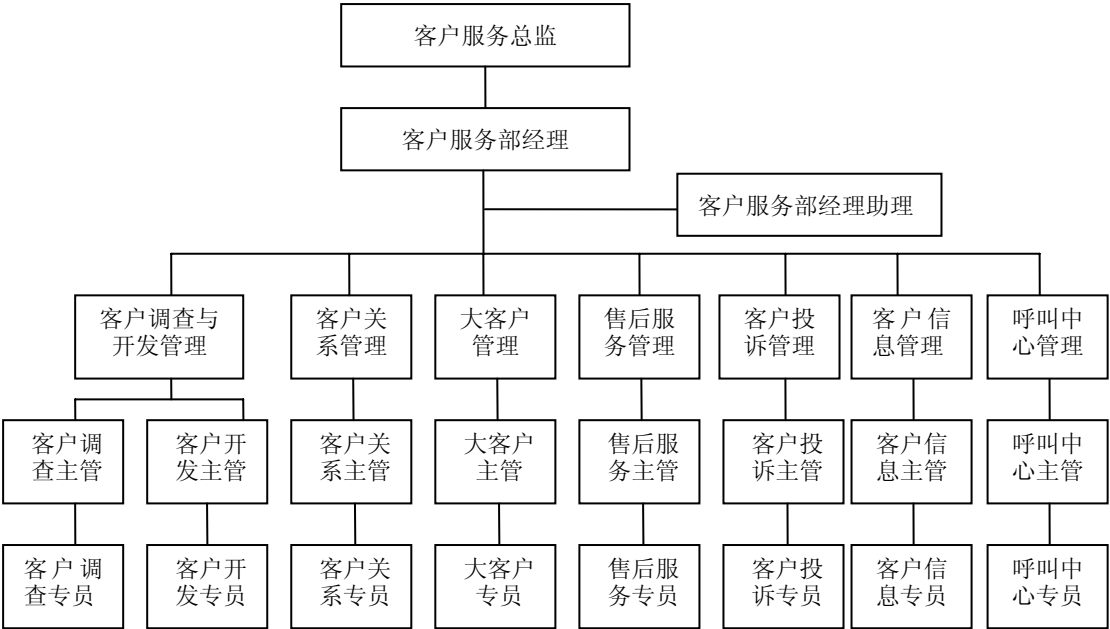 客户服务总监
客户服务部经理
客户服务部经理助理
客户调查与
开发管理
客户关
系管理
大客户
管理
售后服
务管理
客户投
诉管理
客户信
息管理
呼叫中
心管理
客户调
查主管
客户开
发主管
客户关
系主管
大客户
主管
售后服
务主管
客户投
诉主管
客户信
息主管
呼叫中
心主管
客户调
查专员
客户开
发专员
客户关
系专员
大客户
专员
售后服
务专员
客户投
诉专员
客户信
息专员
呼叫中
心专员